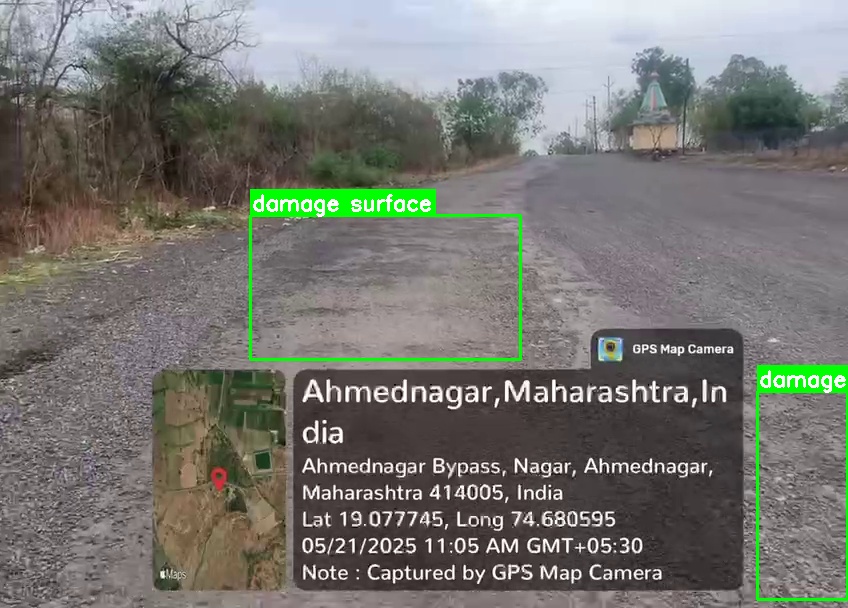 damage surface
GPS Map Camera
damage
Ahmednagar,Maharashtra,In
dia
Ahmednagar Bypass, Nagar, Ahmednagar,
Maharashtra 414005, India
Lat 19.077745, Long 74.680595
05/21/2025 11:05 AM GMT+05:30
Note : Captured by GPS Map Camera
Maps